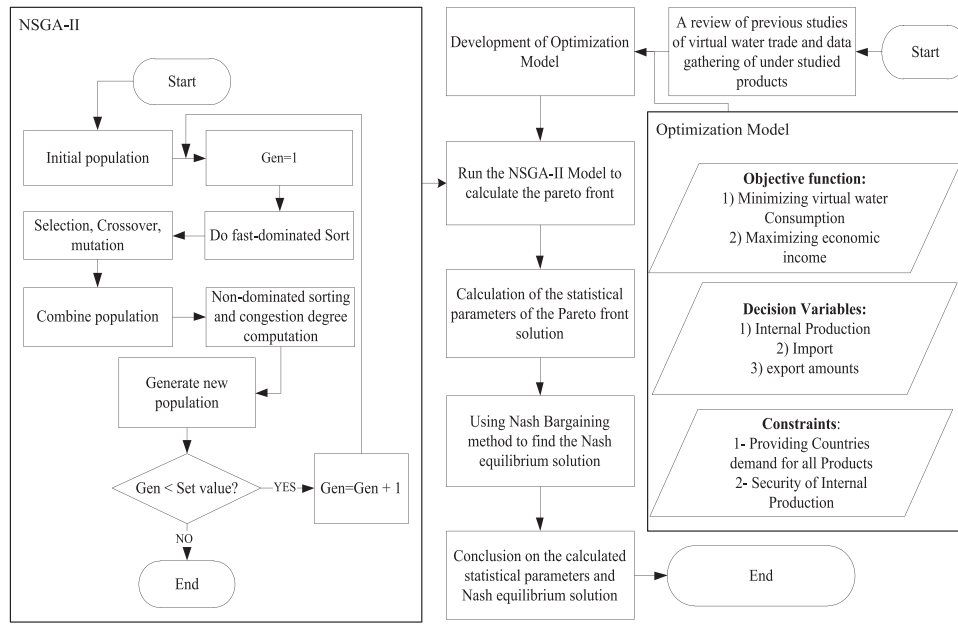 NSGA-II
Start
Initial population
Gen=1
Selection, Crossover,
mutation
Do fast-dominated Sort
Combine population
Non-dominated sorting
and congestion degree
computation
Generate new
population
Gen < Set value?
YES
Gen=Gen + 1
NO
End
Development of Optimization
Model
A review of previous studies
of virtual water trade and data
gathering of under studied
products
Start
Run the NSGA-II Model to
calculate the pareto front
Calculation of the statistical
parameters of the Pareto front
solution
Using Nash Bargaining
method to find the Nash
equilibrium solution
Conclusion on the calculated
statistical parameters and
Nash equilibrium solution
End
Optimization Model
Objective function:
1) Minimizing virtual water
Consumption
2) Maximizing economic
income
Decision Variables:
1) Internal Production
2) Import
3) export amounts
Constraints:
1- Providing Countries
demand for all Products
2- Security of Internal
Production